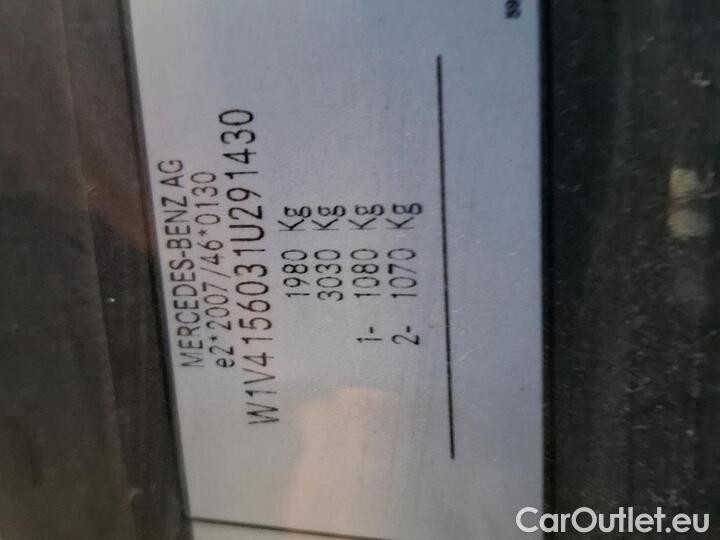 MERCEDES-BENZ AG
e2*2007/46*0130
W1V4156031U291430
1980 Kg
3030 Kg
1- 1080 Kg
2- 1070 Kg
CarOutlet.eu